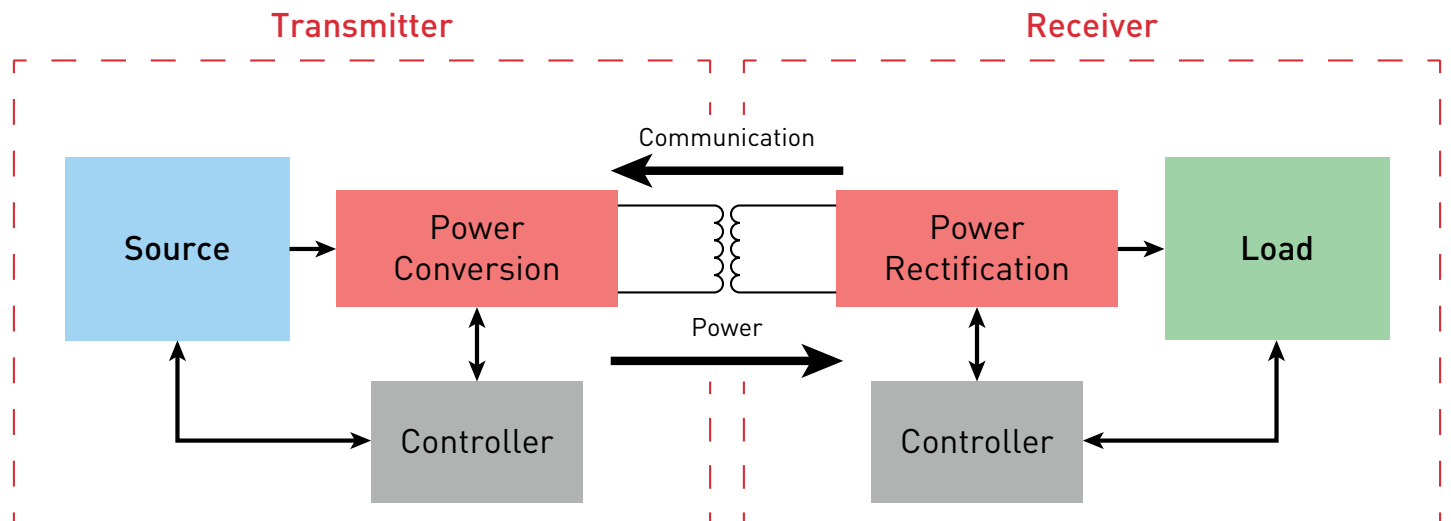 Transmitter
Receiver
Communication
Source
Power
Conversion
Power
Rectification
Load
Power
Controller
Controller